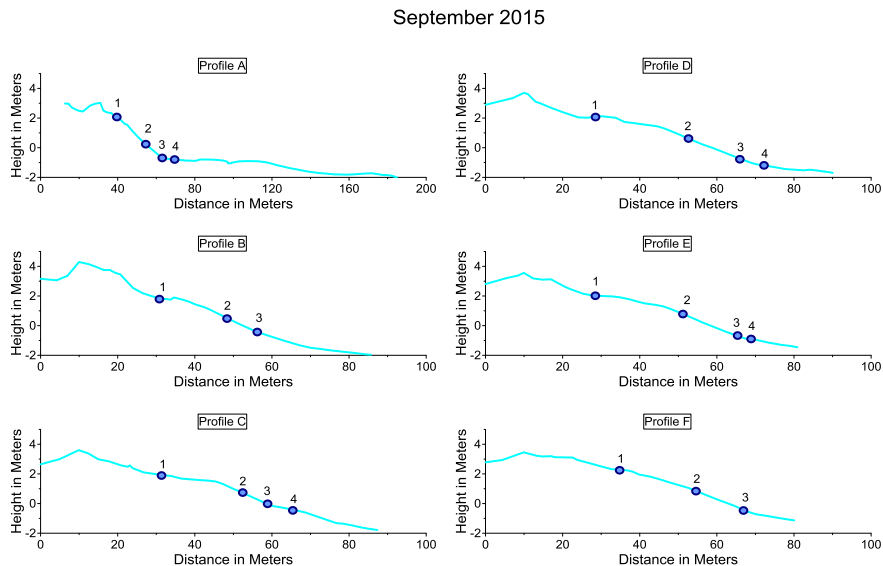 September 2015
Profile A
Height in Meters
4
2
0
-2
1
2
3
4
0 40 80 120 160 200
Distance in Meters
Profile D
Height in Meters
4
2
0
-2
1
2
3
4
0 20 40 60 80 100
Distance in Meters
Profile B
Height in Meters
4
2
0
-2
1
2
3
0 20 40 60 80 100
Distance in Meters
Profile E
Height in Meters
4
2
0
-2
1
2
3 4
0 20 40 60 80 100
Distance in Meters
Profile C
Height in Meters
4
2
0
-2
1
2
3
4
0 20 40 60 80 100
Distance in Meters
Profile F
Height in Meters
4
2
0
-2
1
2
3
0 20 40 60 80 100
Distance in Meters